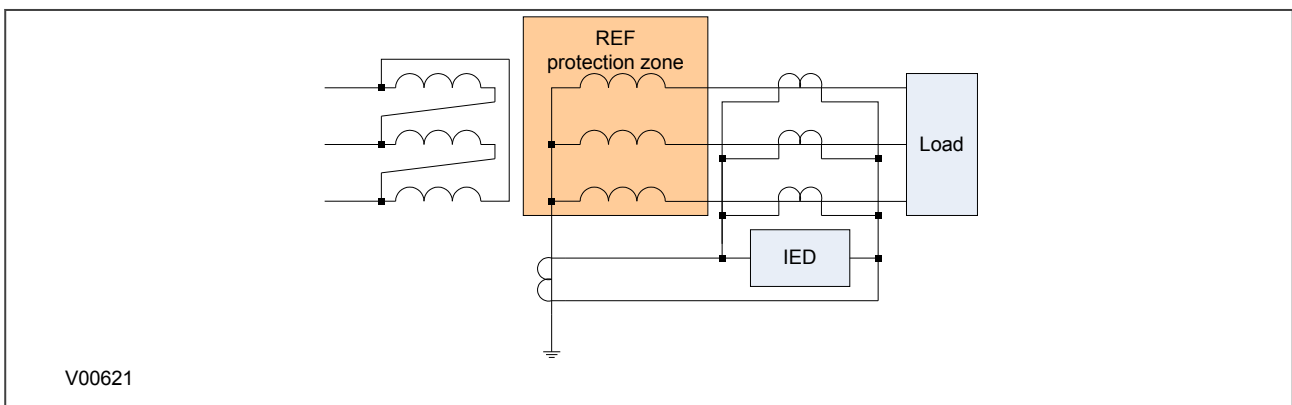 REF
protection zone
Load
IED
V00621